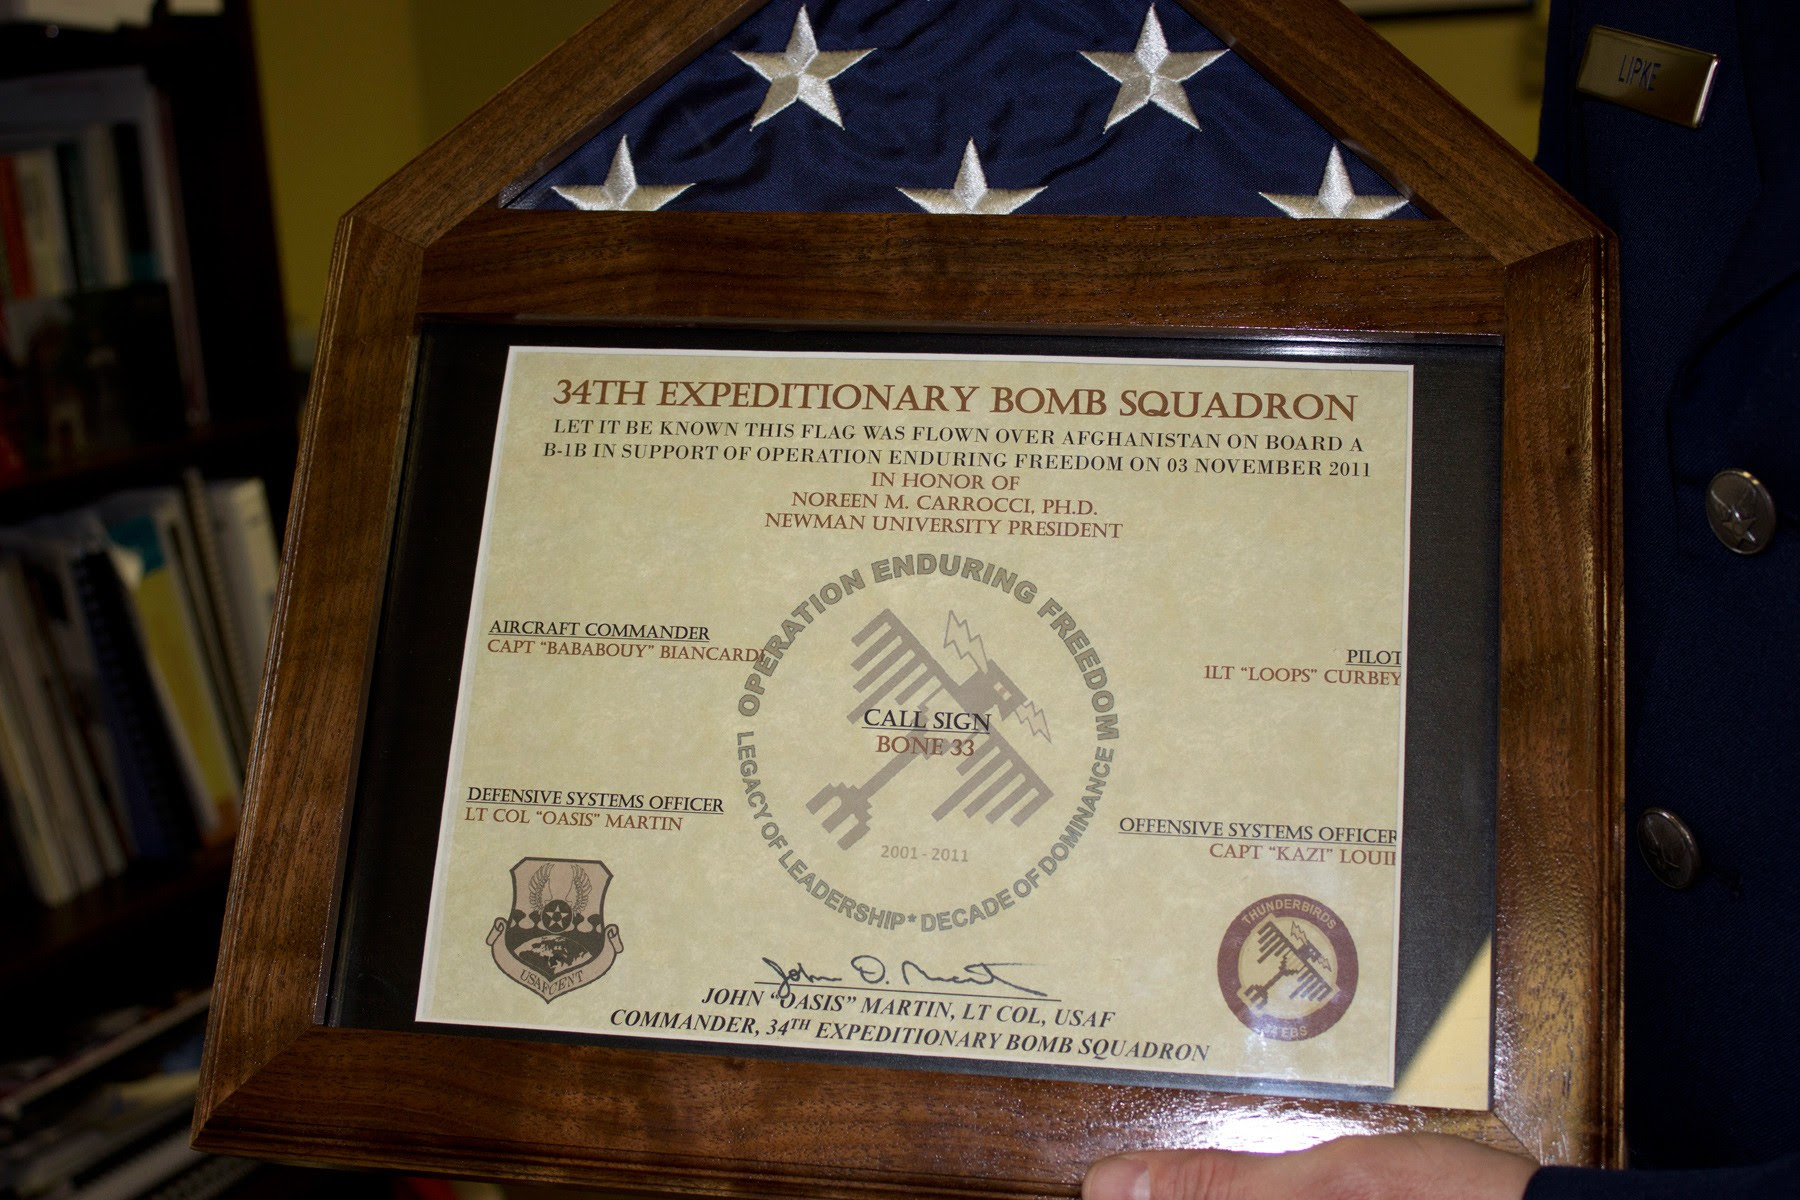 LIPKE
34TH EXPEDITIONARY BOMB SQUADRON
LET IT BE KNOWN THIS FLAG WAS FLOWN OVER AFGHANISTAN ON BOARD A
B-1B IN SUPPORT OF OPERATION ENDURING FREEDOM ON 03 NOVEMBER 2011
IN HONOR OF
NOREEN M. CARROCCI, PH.D.
NEWMAN UNIVERSITY PRESIDENT
OPERATION ENDURING FREEDOM
AIRCRAFT COMMANDER
CAPT "BABABOUY" BIANCARDI
PILOT
1LT "LOOPS" CURBEY
CALL SIGN
BONE 33
DEFENSIVE SYSTEMS OFFICER
LT COL "OASIS" MARTIN
OFFENSIVE SYSTEMS OFFICER
CAPT "KAZI" LOUII
2001 - 2011
LEGACY OF LEADERSHIP * DECADE OF DOMINANCE
USAFCENT
THUNDERBIRDS
34 EBS
John D. Martin
JOHN "OASIS" MARTIN, LT COL, USAF
COMMANDER, 34TH EXPEDITIONARY BOMB SQUADRON